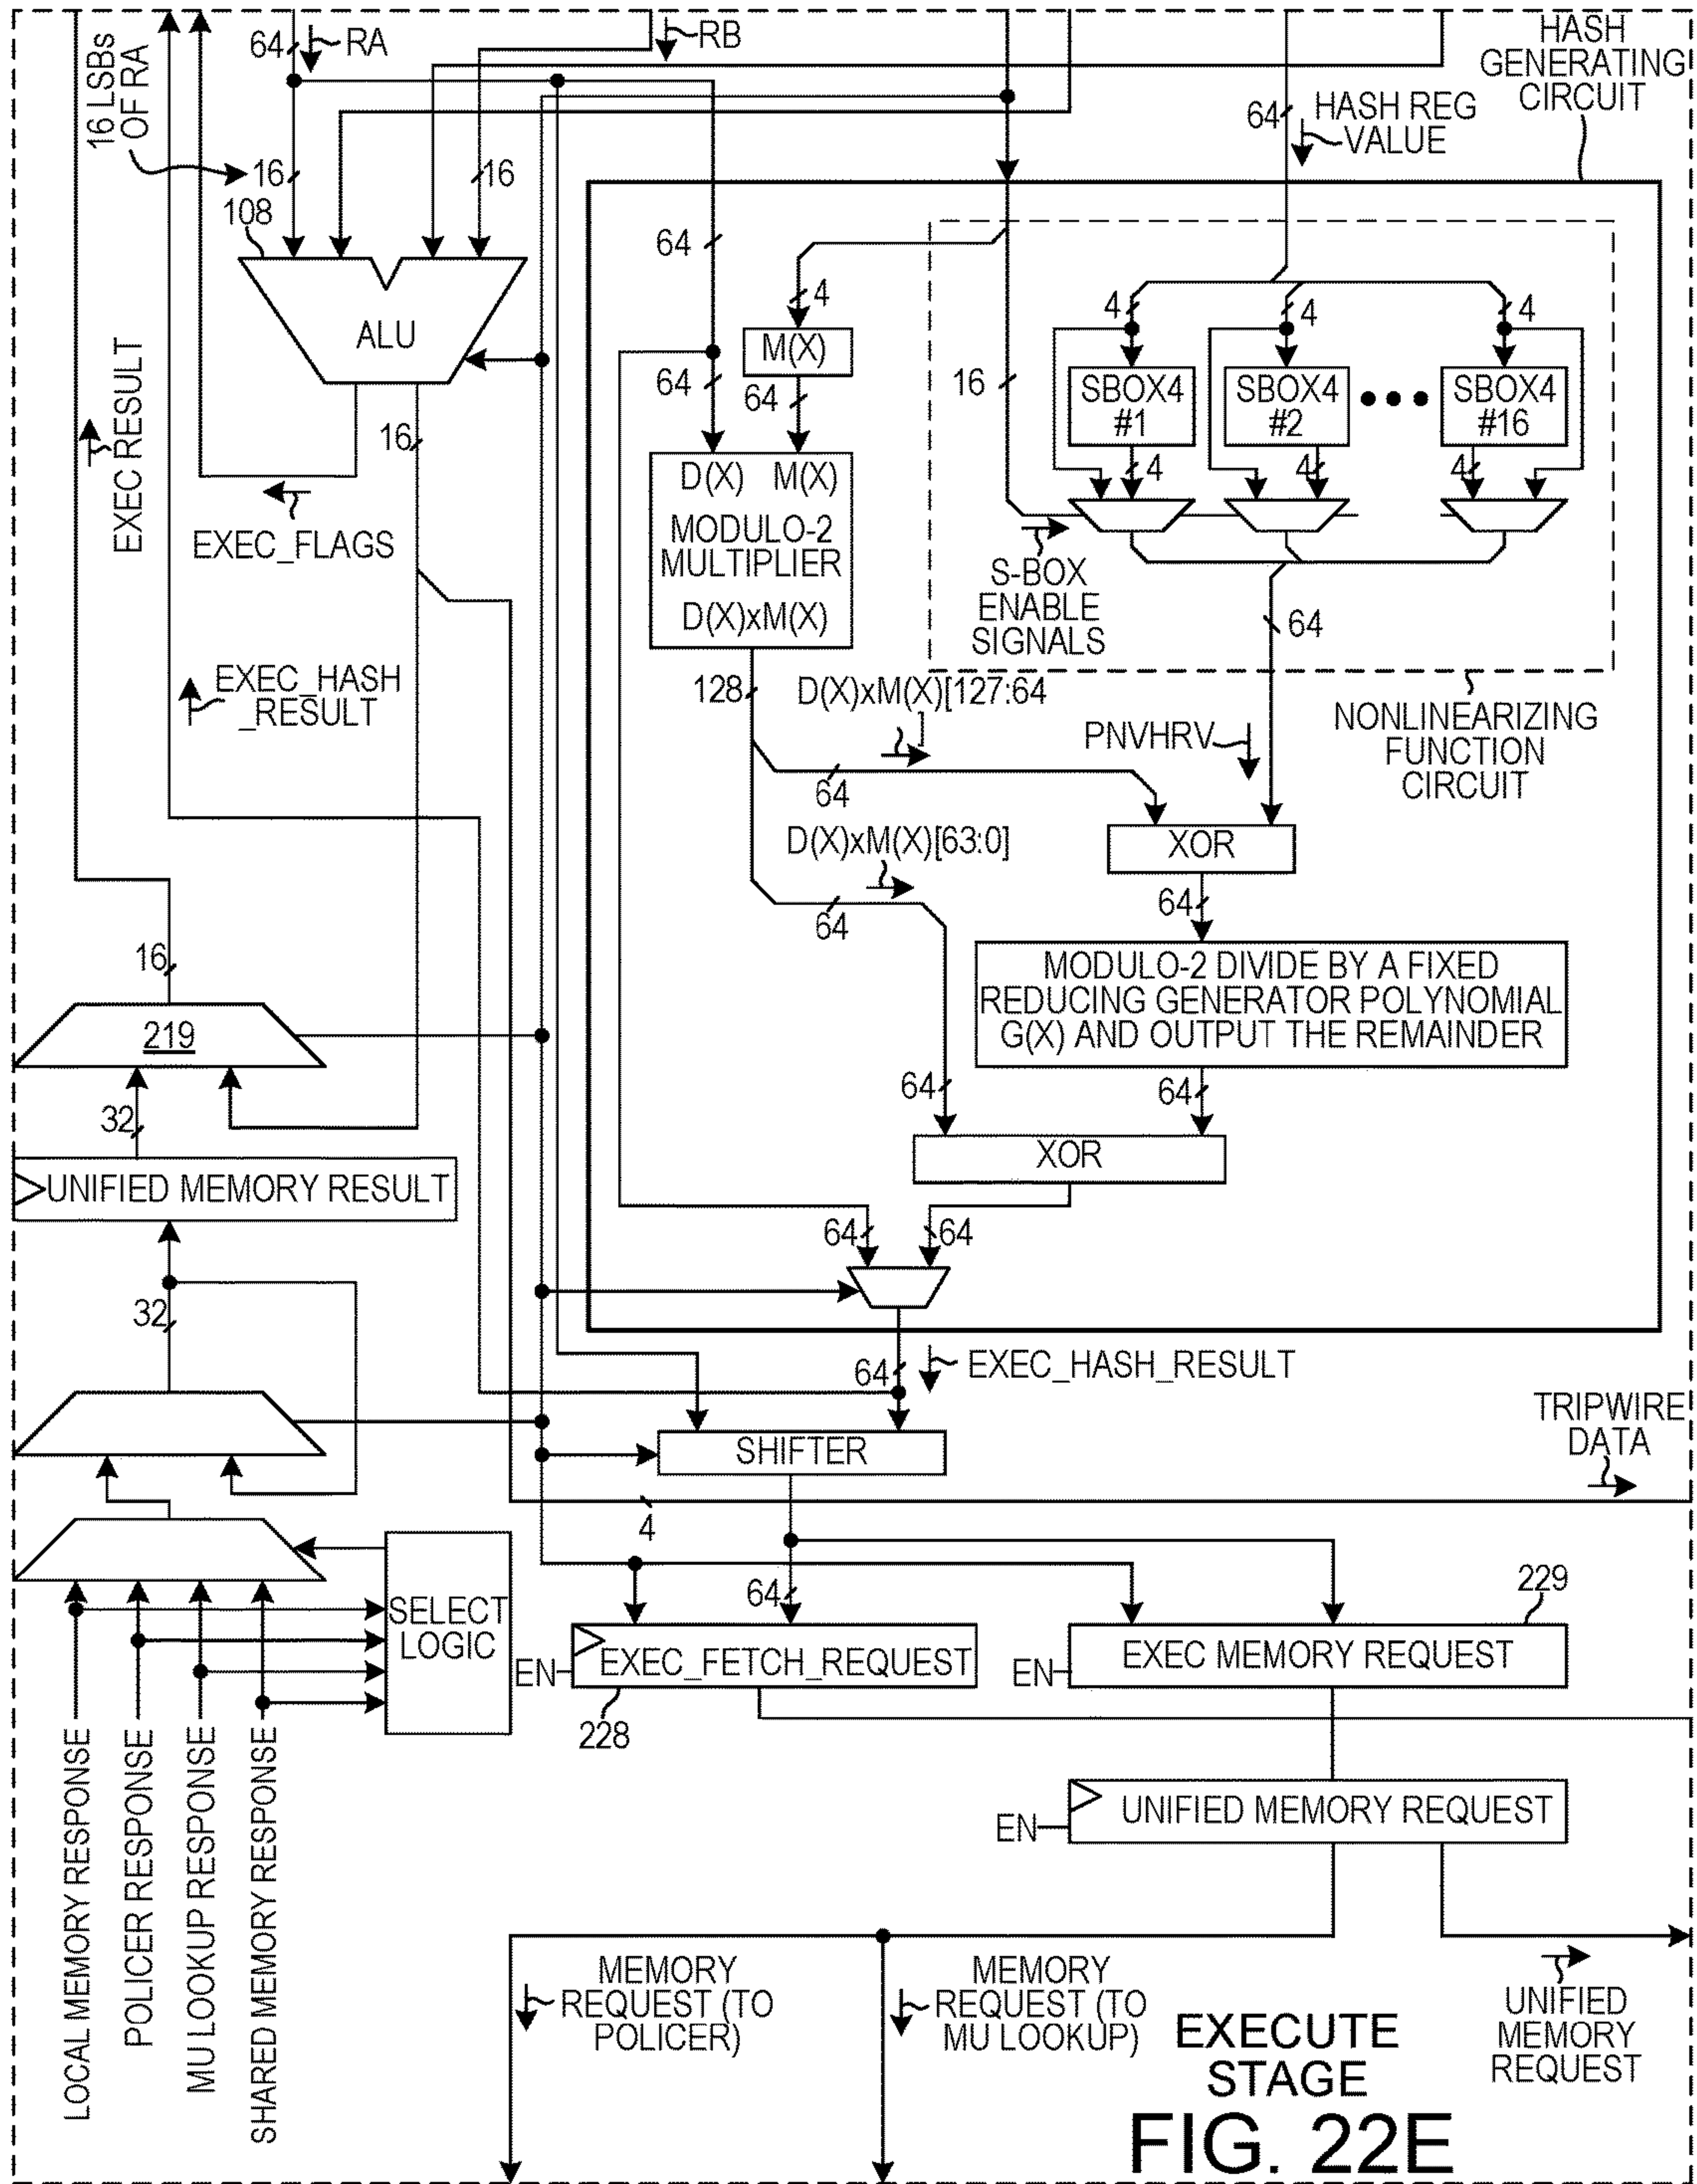 64
RA
RB
HASH
GENERATING
CIRCUIT
16 LSBs
OF RA
64
HASH REG
VALUE
16
16
108
64
4
4
4
4
ALU
M(X)
64
64
16
SBOX4
#1
SBOX4
#2
SBOX4
#16
EXEC RESULT
16
4
4
4
D(X) M(X)
MODULO-2
MULTIPLIER
D(X)xM(X)
EXEC_FLAGS
S-BOX
ENABLE
SIGNALS
64
EXEC_HASH
_RESULT
128
D(X)xM(X)[127:64
]
PNVHRV
NONLINEARIZING
FUNCTION
CIRCUIT
64
D(X)xM(X)[63:0]
XOR
64
64
16
MODULO-2 DIVIDE BY A FIXED
REDUCING GENERATOR POLYNOMIAL
G(X) AND OUTPUT THE REMAINDER
219
64
64
32
XOR
UNIFIED MEMORY RESULT
64
64
32
64
EXEC_HASH_RESULT
TRIPWIRE
DATA
SHIFTER
4
64
229
SELECT
LOGIC
EN
EXEC_FETCH_REQUEST
EN
EXEC MEMORY REQUEST
228
LOCAL MEMORY RESPONSE
POLICER RESPONSE
MU LOOKUP RESPONSE
SHARED MEMORY RESPONSE
EN
UNIFIED MEMORY REQUEST
MEMORY
REQUEST (TO
POLICER)
MEMORY
REQUEST (TO
MU LOOKUP)
UNIFIED
MEMORY
REQUEST
EXECUTE
STAGE
FIG. 22E